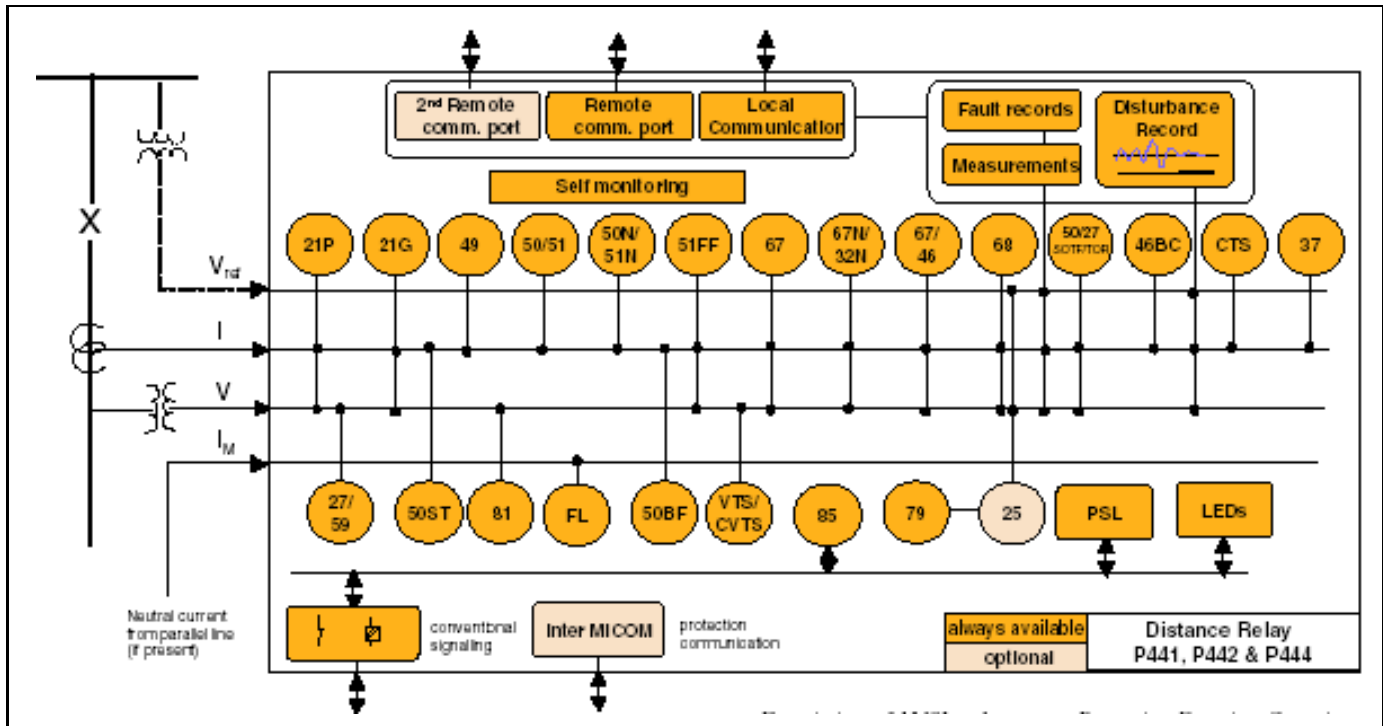 2nd Remote
comm. port
Remote
comm. port
Local
Communication
Fault records
Measurements
Disturbance
Record
Self monitoring
21P
21G
49
50/51
50N/
51N
51FF
67
67N/
32N
67/
46
68
50/27
SOTF/TOR
46BC
CTS
37
Vref
I
V
IM
27/
59
50ST
81
FL
50BF
VTS/
CVTS
85
79
25
PSL
LEDs
Neutral current
from parallel line
(if present)
conventional
signaling
Inter MICOM
protection
communication
always available
optional
Distance Relay
P441, P442 & P444